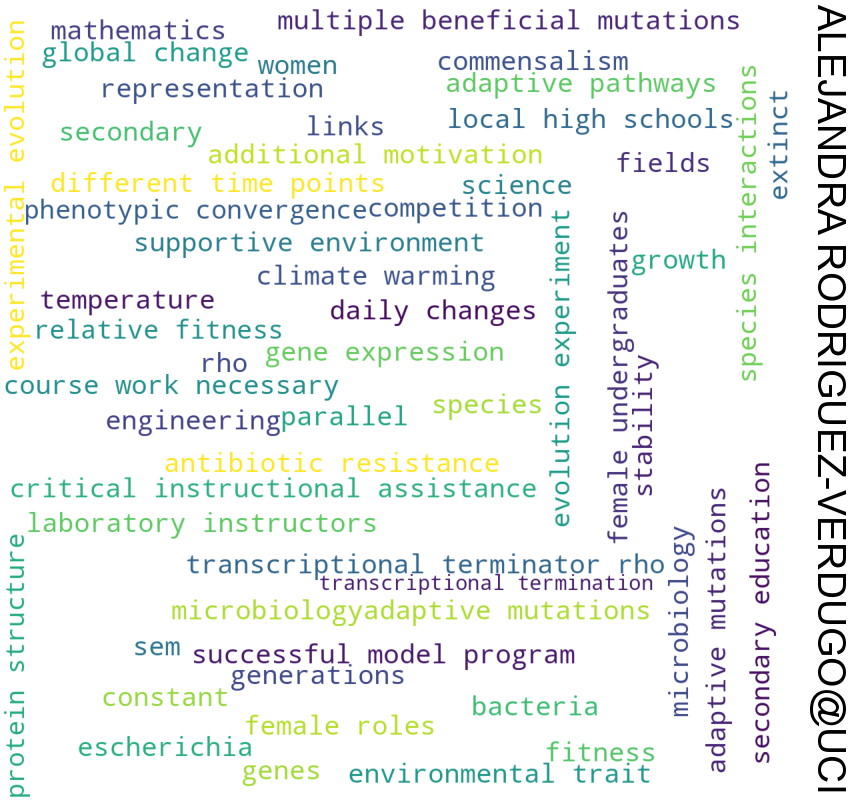 multiple beneficial mutations
mathematics
global change
women
commensalism
representation
adaptive pathways
links
local high schools
secondary
additional motivation
fields
different time points
science
phenotypic convergence
competition
supportive environment
growth
climate warming
temperature
daily changes
relative fitness
gene expression
rho
course work necessary
species
engineering
parallel
antibiotic resistance
critical instructional assistance
laboratory instructors
transcriptional terminator rho
transcriptional termination
microbiology
adaptive mutations
sem
successful model program
generations
constant
bacteria
female roles
escherichia
fitness
genes
environmental trait
experimental evolution
protein structure
evolution experiment
female undergraduates
stability
microbiology
adaptive mutations
species interactions
secondary education
extinct
ALEJANDRA RODRIGUEZ-VERDUGO@UCI